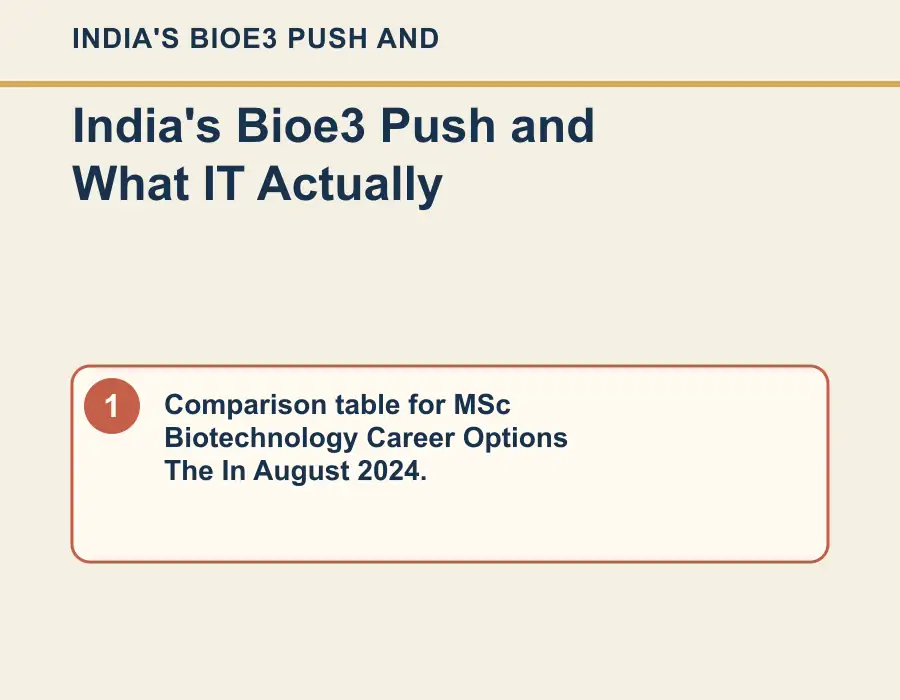 INDIA'S BIOE3 PUSH AND
India's Bioe3 Push and
What IT Actually
1
Comparison table for MSc
Biotechnology Career Options
The In August 2024.